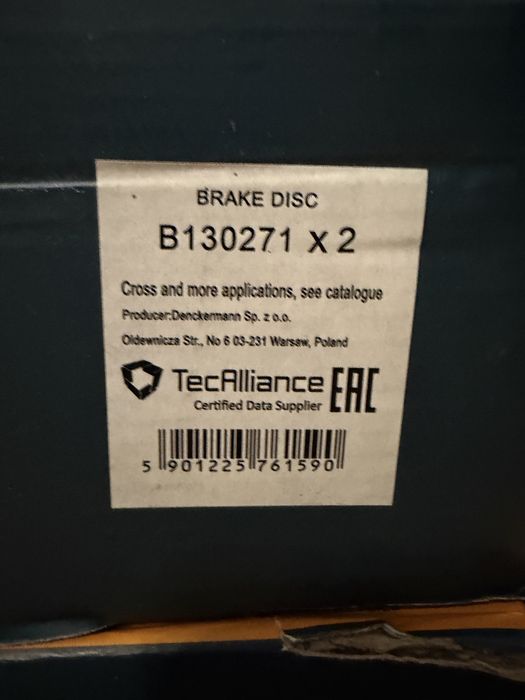 BRAKE DISC
B130271 x 2
Cross and more applications, see catalogue
Producer:Denckermann Sp. z o.o.
Oldewnicza Str., No 6 03-231 Warsaw, Poland
TecAlliance EAC
Certified Data Supplier
5 901225 761590